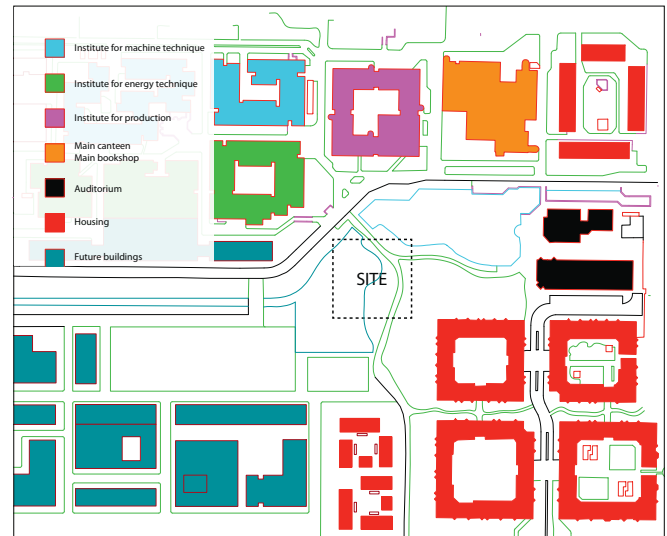 Institute for machine technique
Institute for energy technique
Institute for production
Main canteen
Main bookshop
Auditorium
Housing
Future buildings
SITE